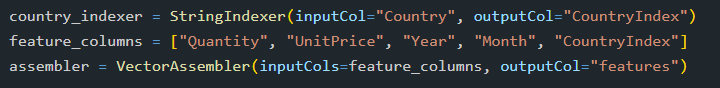 country_indexer = StringIndexer(inputCol="Country", outputCol="CountryIndex")
feature_columns = ["Quantity", "UnitPrice", "Year", "Month", "CountryIndex"]
assembler = VectorAssembler(inputCols=feature_columns, outputCol="features")